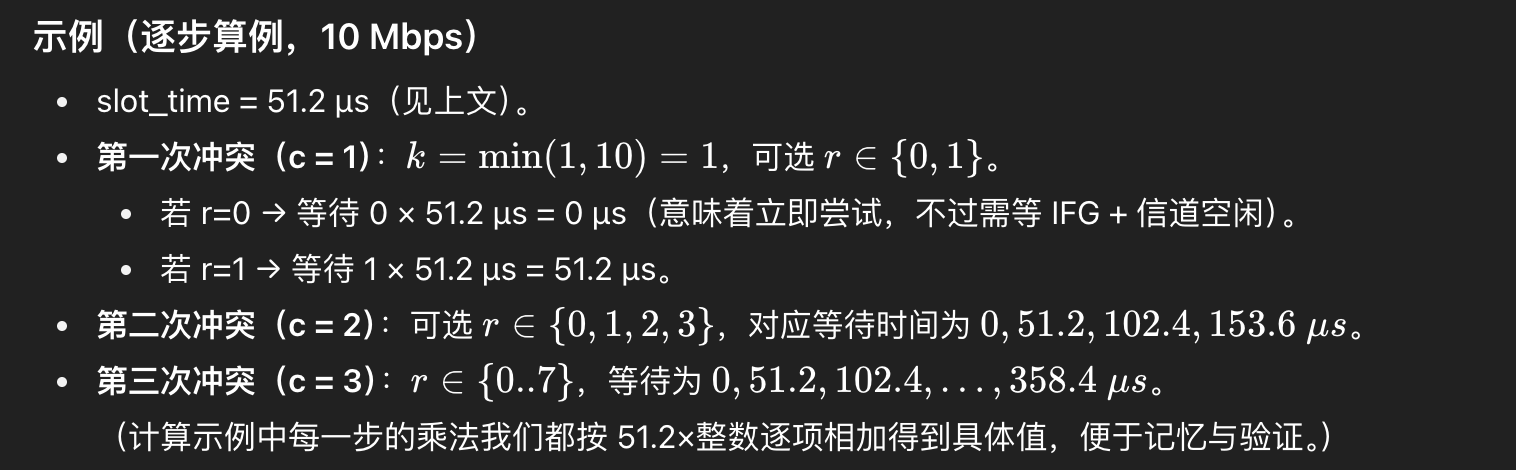 示例（逐步算例，10 Mbps）
• slot_time = 51.2 μs（见上文）。
• 第一次冲突（c = 1）：k = min(1, 10) = 1，可选 r ∈ {0, 1}。
• 若 r=0 → 等待 0 × 51.2 μs = 0 μs（意味着立即尝试，不过需等 IFG + 信道空闲）。
• 若 r=1 → 等待 1 × 51.2 μs = 51.2 μs。
• 第二次冲突（c = 2）：可选 r ∈ {0, 1, 2, 3}，对应等待时间为 0, 51.2, 102.4, 153.6 μs。
• 第三次冲突（c = 3）：r ∈ {0..7}，等待为 0, 51.2, 102.4, ..., 358.4 μs。
（计算示例中每一步的乘法我们都按 51.2×整数逐项相加得到具体值，便于记忆与验证。）